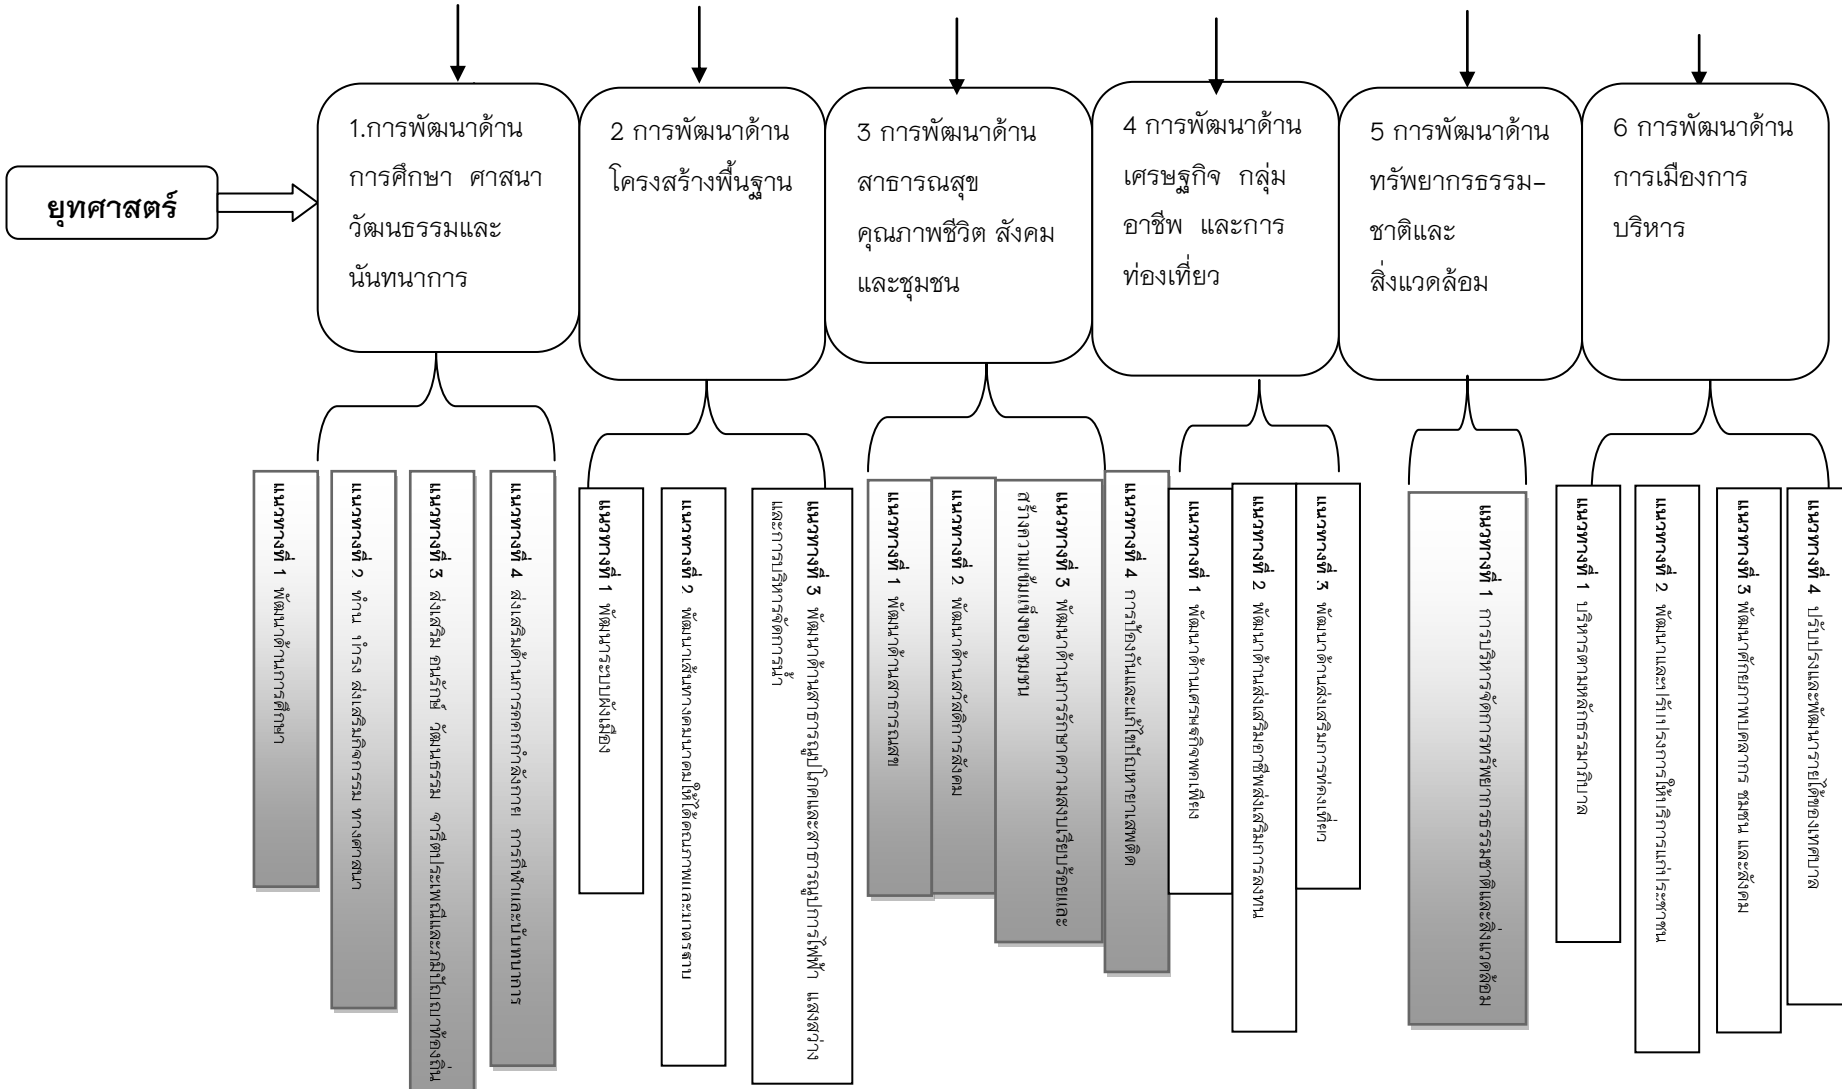 ยุทศาสตร์
1.การพัฒนาด้าน
การศึกษา ศาสนา
วัฒนธรรมและ
นันทนาการ
2 การพัฒนาด้าน
โครงสร้างพื้นฐาน
3 การพัฒนาด้าน
สาธารณสุข
คุณภาพชีวิต สังคม
และชุมชน
4 การพัฒนาด้าน
เศรษฐกิจ กลุ่ม
อาชีพ และการ
ท่องเที่ยว
5 การพัฒนาด้าน
ทรัพยากรธรรม-
ชาติและ
สิ่งแวดล้อม
6 การพัฒนาด้าน
การเมืองการ
บริหาร
แนวทางที่ 1 พัฒนาด้านการศึกษา
แนวทางที่ 2 ทำนุ บำรุง ส่งเสริมกิจกรรม ทางศาสนา
แนวทางที่ 3 ส่งเสริม อนุรักษ์ วัฒนธรรม จารีตประเพณีและภูมิปัญญาท้องถิ่น
แนวทางที่ 4 ส่งเสริมด้านการออกกำลังกาย การกีฬาและนันทนาการ
แนวทางที่ 1 พัฒนาระบบผังเมือง
แนวทางที่ 2 พัฒนาเส้นทางคมนาคมให้ได้คุณภาพและมาตรฐาน
แนวทางที่ 3 พัฒนาด้านสาธารณูปโภคและสาธารณูปการไฟฟ้า แสงสว่าง
และการบริหารจัดการน้ำ
แนวทางที่ 1 พัฒนาด้านสาธารณสุข
แนวทางที่ 2 พัฒนาด้านสวัสดิการสังคม
แนวทางที่ 3 พัฒนาด้านการรักษาความสงบเรียบร้อยและ
สร้างความเข้มแข็งของชุมชน
แนวทางที่ 4 การป้องกันและแก้ไขปัญหายาเสพติด
แนวทางที่ 1 พัฒนาด้านเศรษฐกิจพอเพียง
แนวทางที่ 2 พัฒนาด้านส่งเสริมอาชีพส่งเสริมการลงทุน
แนวทางที่ 3 พัฒนาด้านส่งเสริมการท่องเที่ยว
แนวทางที่ 1 การบริหารจัดการทรัพยากรธรรมชาติและสิ่งแวดล้อม
แนวทางที่ 1 บริหารตามหลักธรรมาภิบาล
แนวทางที่ 2 พัฒนาและปรับปรุงการให้บริการแก่ประชาชน
แนวทางที่ 3 พัฒนาศักยภาพบุคลากร ชุมชน และสังคม
แนวทางที่ 4 ปรับปรุงและพัฒนารายได้ของเทศบาล